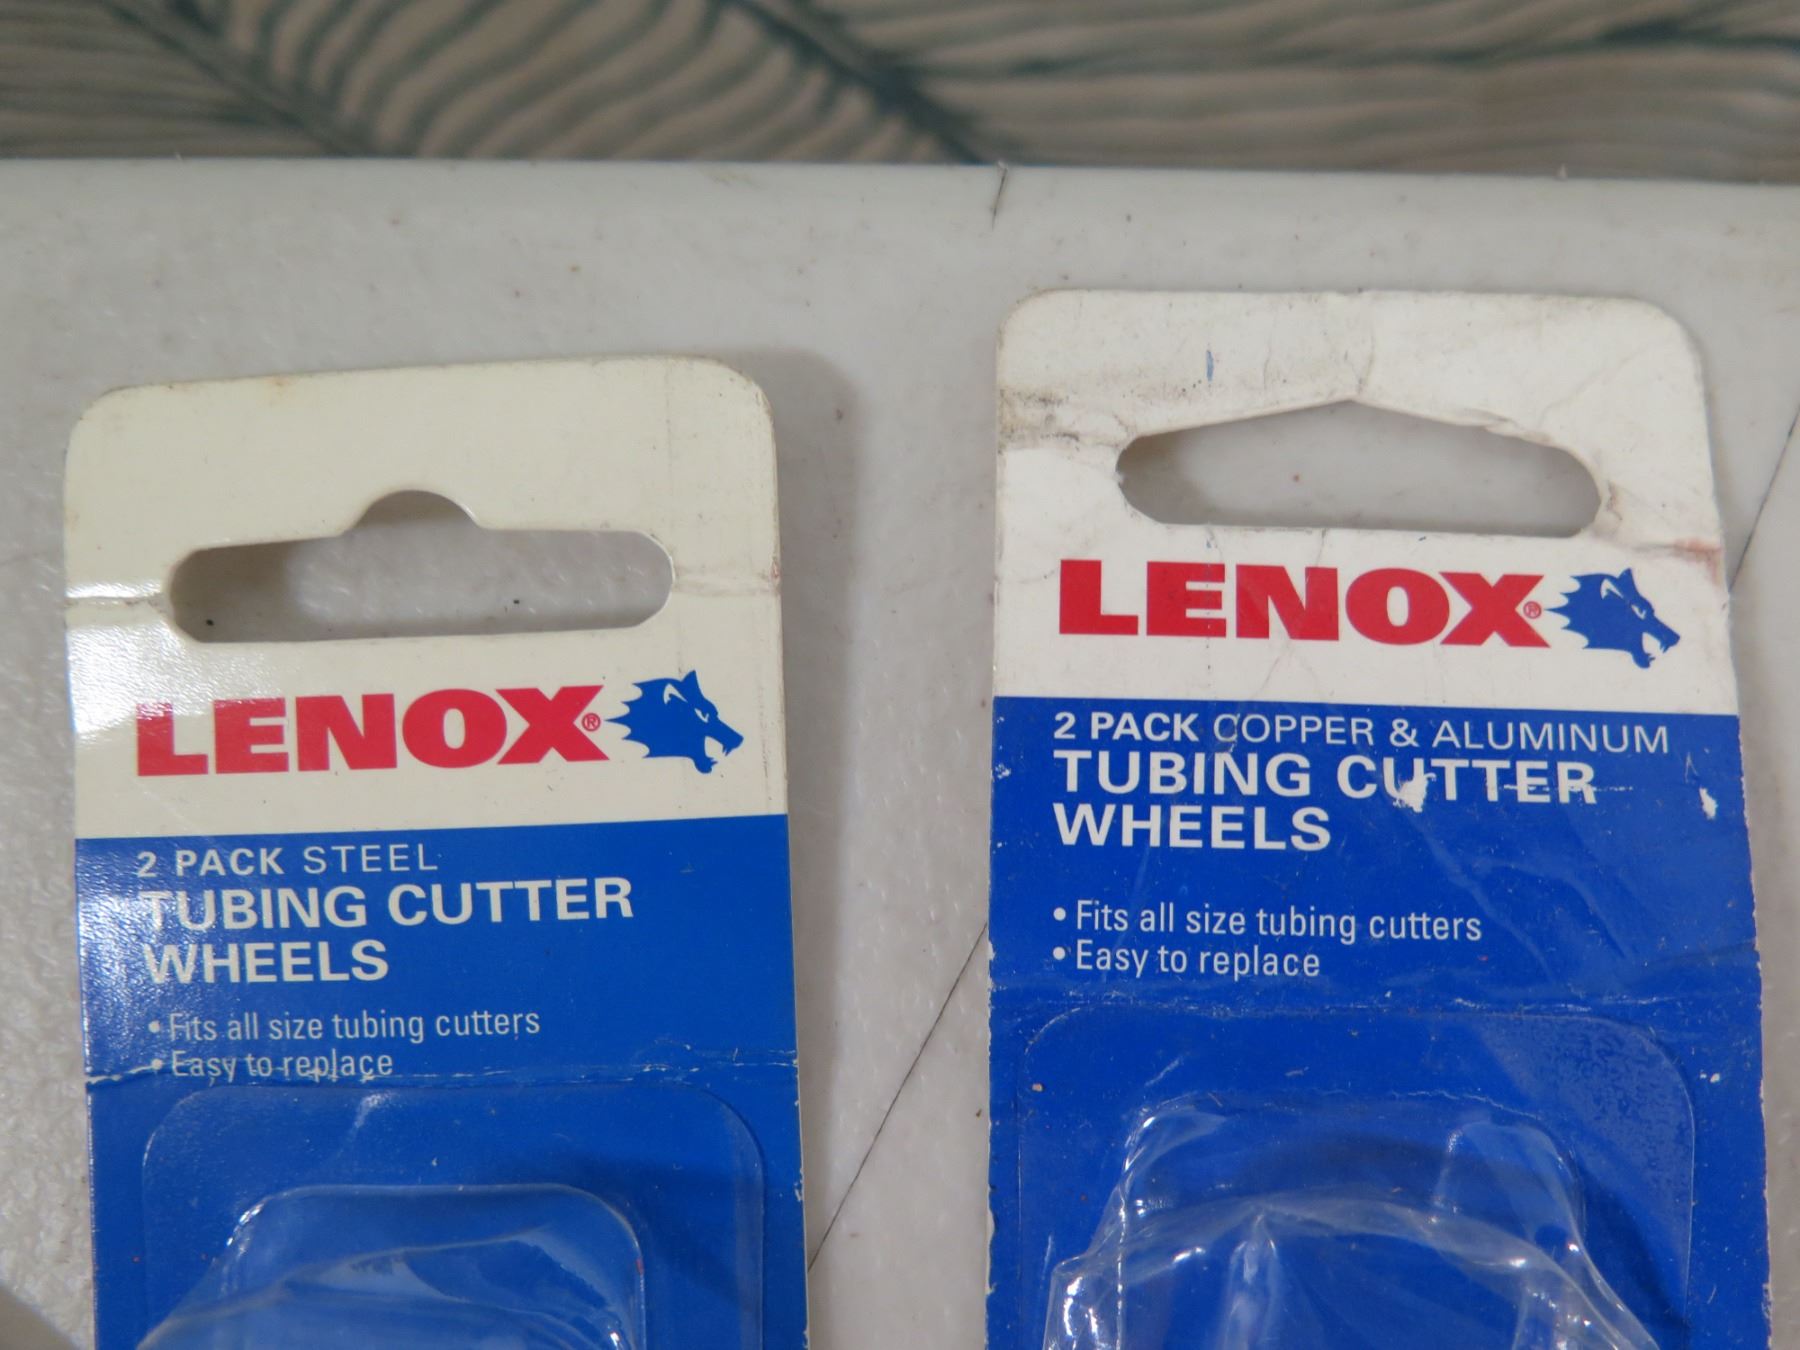 LENOX®
2 PACK STEEL
TUBING CUTTER
WHEELS
• Fits all size tubing cutters
• Easy to replace
LENOX®
2 PACK COPPER & ALUMINUM
TUBING CUTTER
WHEELS
• Fits all size tubing cutters
• Easy to replace